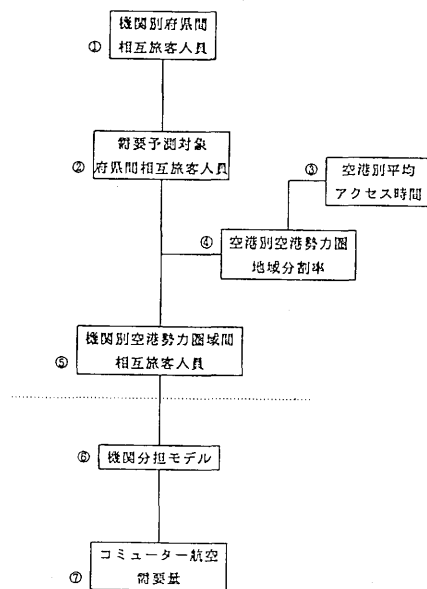 ① 機関別府県間
相互旅客人員
② 需要予測対象
府県間相互旅客人員
③ 空港別平均
アクセス時間
④ 空港別空港勢力圏
地域分割率
⑤ 機関別空港勢力圏域間
相互旅客人員
⑥ 機関分担モデル
⑦ コミューター航空
需要量